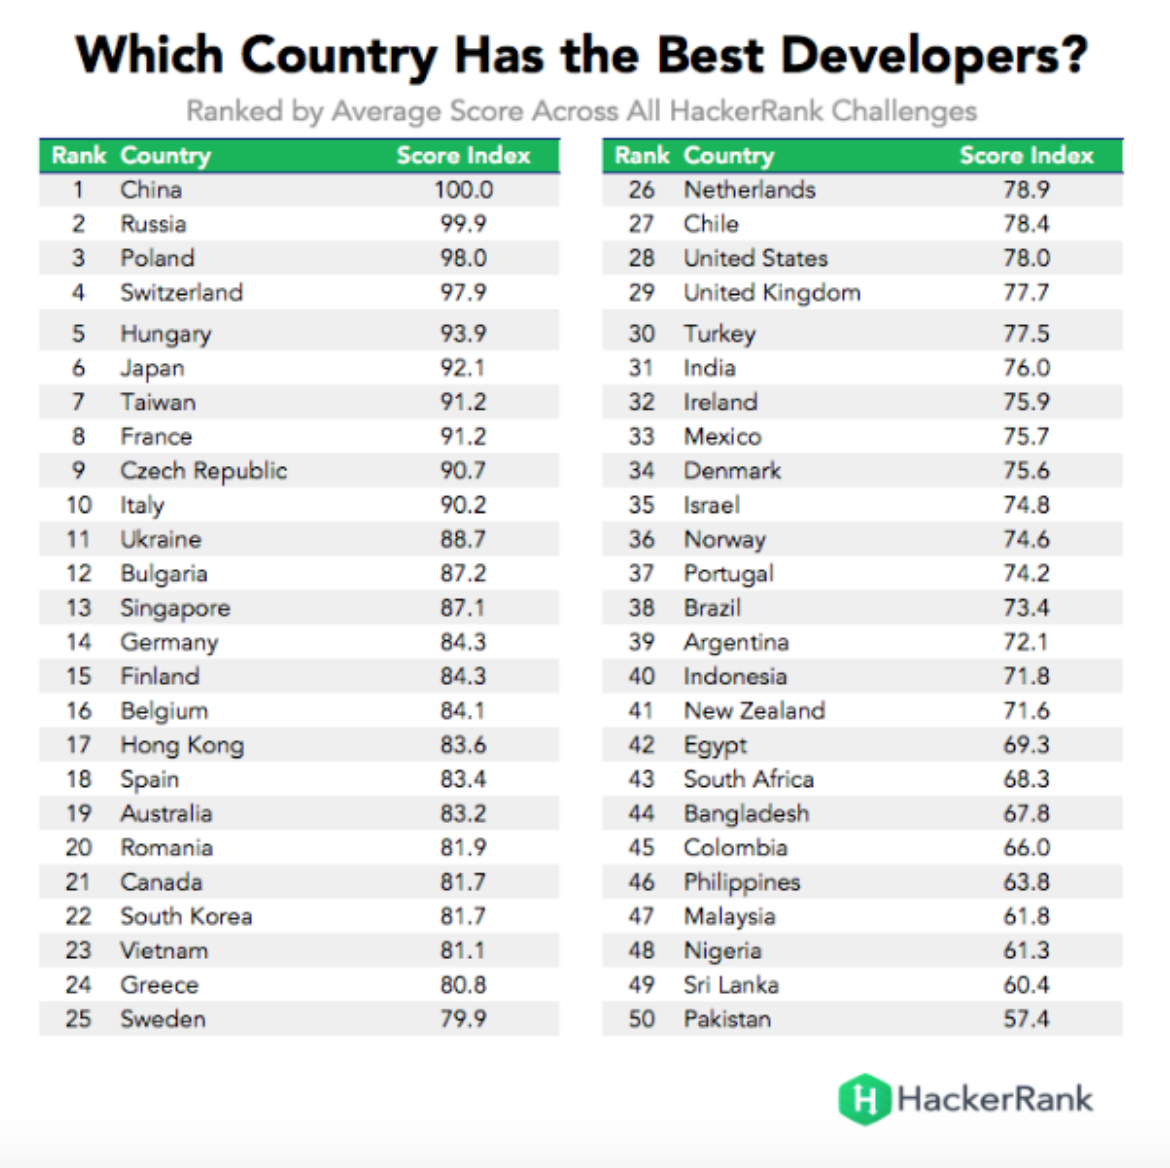 Which Country Has the Best Developers?
Ranked by Average Score Across All HackerRank Challenges
Rank Country Score Index
1 China 100.0
2 Russia 99.9
3 Poland 98.0
4 Switzerland 97.9
5 Hungary 93.9
6 Japan 92.1
7 Taiwan 91.2
8 France 91.2
9 Czech Republic 90.7
10 Italy 90.2
11 Ukraine 88.7
12 Bulgaria 87.2
13 Singapore 87.1
14 Germany 84.3
15 Finland 84.3
16 Belgium 84.1
17 Hong Kong 83.6
18 Spain 83.4
19 Australia 83.2
20 Romania 81.9
21 Canada 81.7
22 South Korea 81.7
23 Vietnam 81.1
24 Greece 80.8
25 Sweden 79.9
Rank Country Score Index
26 Netherlands 78.9
27 Chile 78.4
28 United States 78.0
29 United Kingdom 77.7
30 Turkey 77.5
31 India 76.0
32 Ireland 75.9
33 Mexico 75.7
34 Denmark 75.6
35 Israel 74.8
36 Norway 74.6
37 Portugal 74.2
38 Brazil 73.4
39 Argentina 72.1
40 Indonesia 71.8
41 New Zealand 71.6
42 Egypt 69.3
43 South Africa 68.3
44 Bangladesh 67.8
45 Colombia 66.0
46 Philippines 63.8
47 Malaysia 61.8
48 Nigeria 61.3
49 Sri Lanka 60.4
50 Pakistan 57.4
H HackerRank